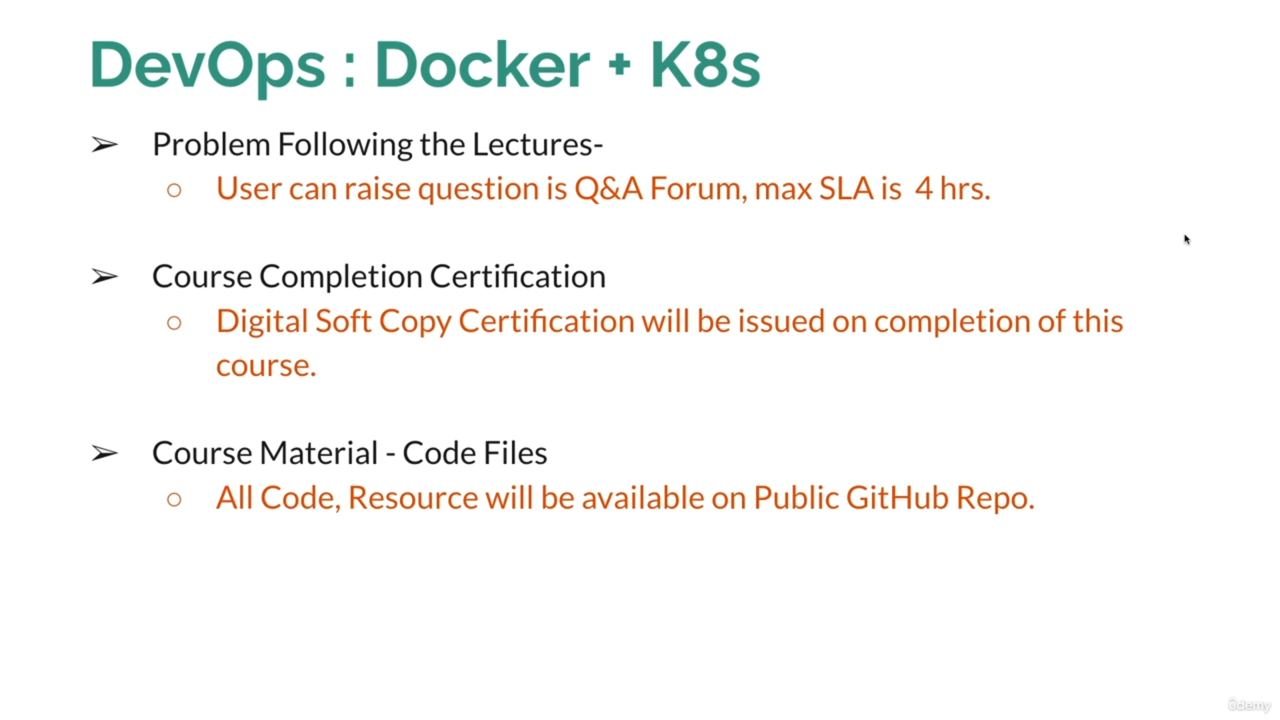 DevOps : Docker + K8s
➢ Problem Following the Lectures-
○ User can raise question is Q&A Forum, max SLA is 4 hrs.
➢ Course Completion Certification
○ Digital Soft Copy Certification will be issued on completion of this
course.
➢ Course Material - Code Files
○ All Code, Resource will be available on Public GitHub Repo.
ûdemy